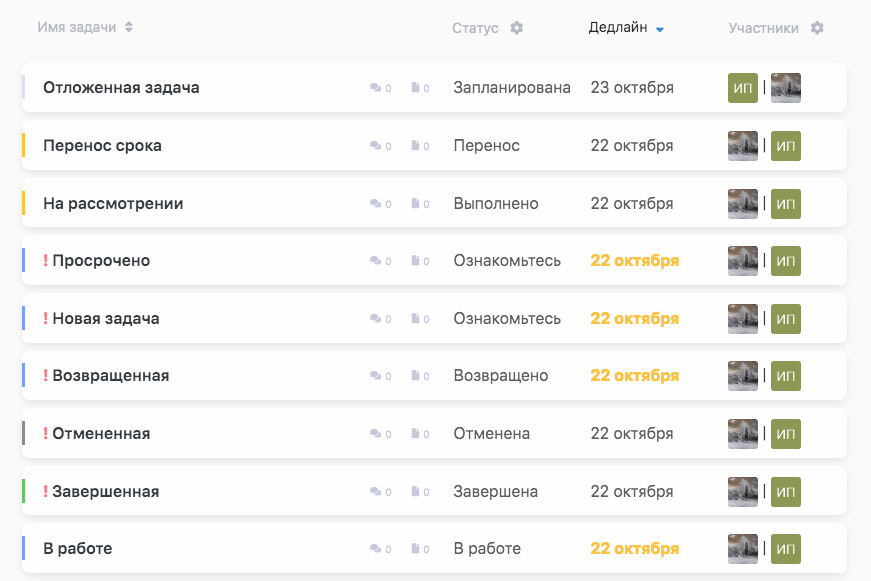 Имя задачи Статус Дедлайн Участники
Отложенная задача 0 0 Запланирована 23 октября ИП |
Перенос срока 0 0 Перенос 22 октября | ИП
На рассмотрении 0 0 Выполнено 22 октября | ИП
! Просрочено 0 0 Ознакомьтесь 22 октября | ИП
! Новая задача 0 0 Ознакомьтесь 22 октября | ИП
! Возвращенная 0 0 Возвращено 22 октября | ИП
! Отмененная 0 0 Отменена 22 октября | ИП
! Завершенная 0 0 Завершена 22 октября | ИП
В работе 0 0 В работе 22 октября | ИП